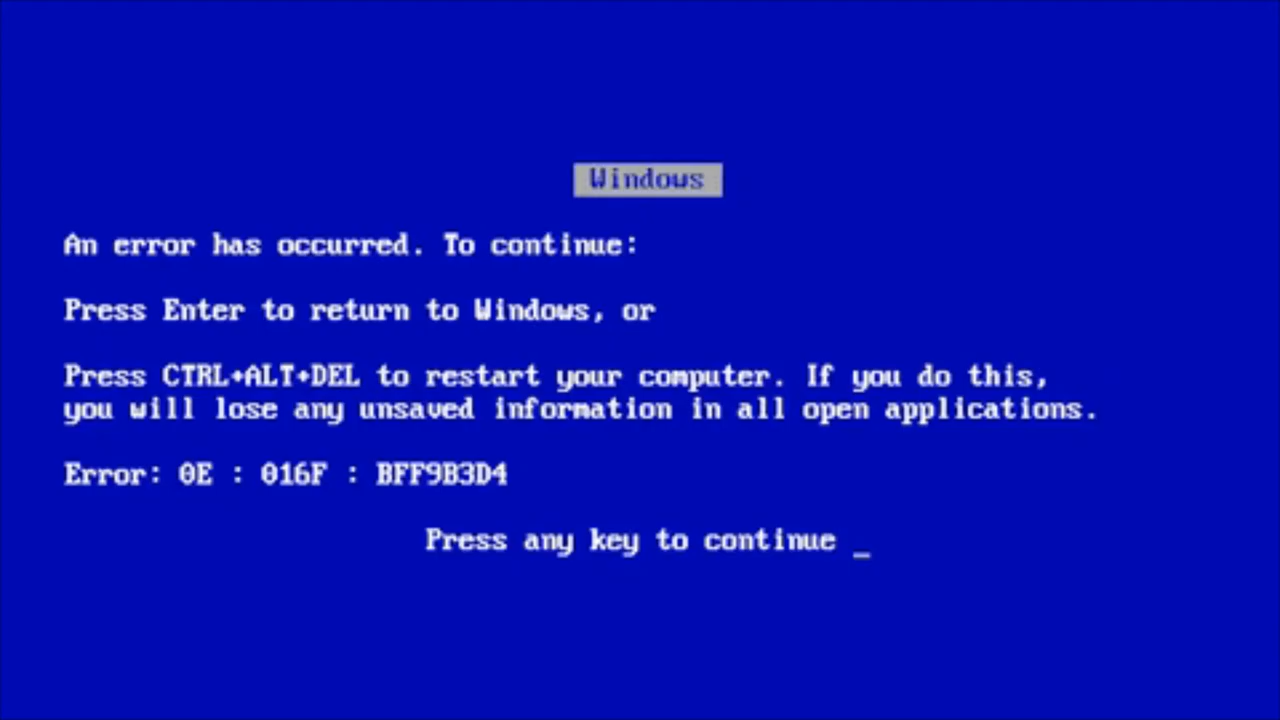 Windows
An error has occurred. To continue:
Press Enter to return to Windows, or
Press CTRL+ALT+DEL to restart your computer. If you do this,
you will lose any unsaved information in all open applications.
Error: 0E : 016F : BFF9B3D4
Press any key to continue _